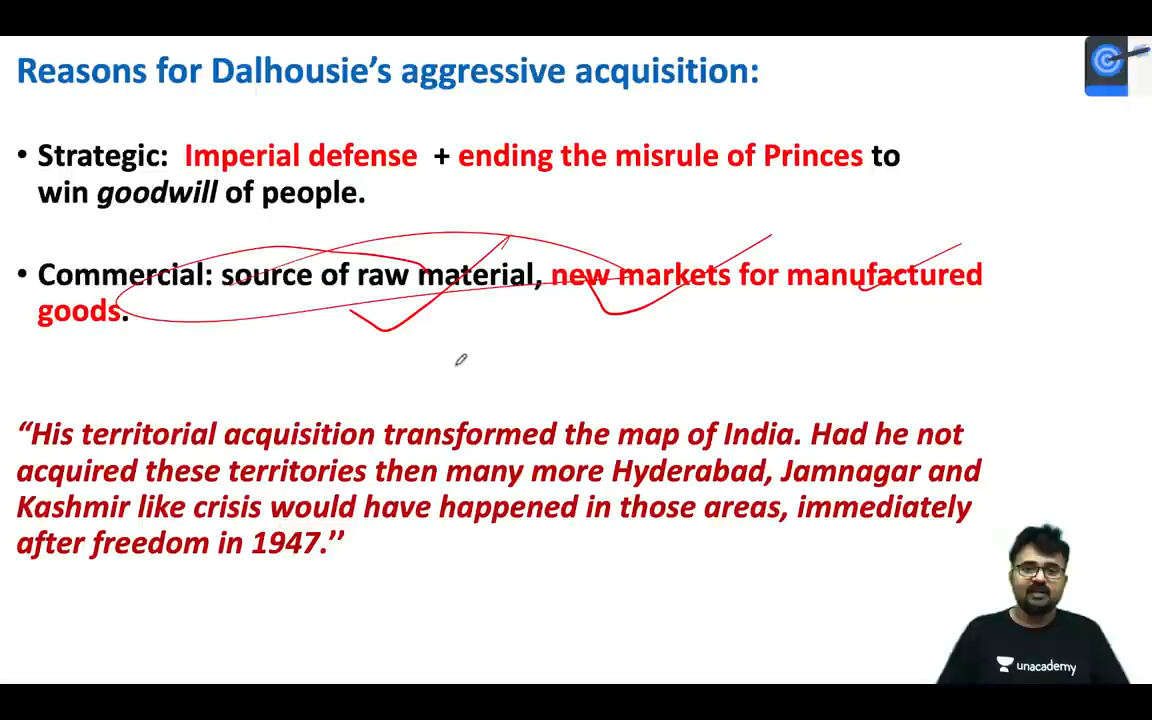 Reasons for Dalhousie’s aggressive acquisition:
• Strategic: Imperial defense + ending the misrule of Princes to
win goodwill of people.
• Commercial: source of raw material, new markets for manufactured
goods.
“His territorial acquisition transformed the map of India. Had he not
acquired these territories then many more Hyderabad, Jamnagar and
Kashmir like crisis would have happened in those areas, immediately
after freedom in 1947.’’
unacademy